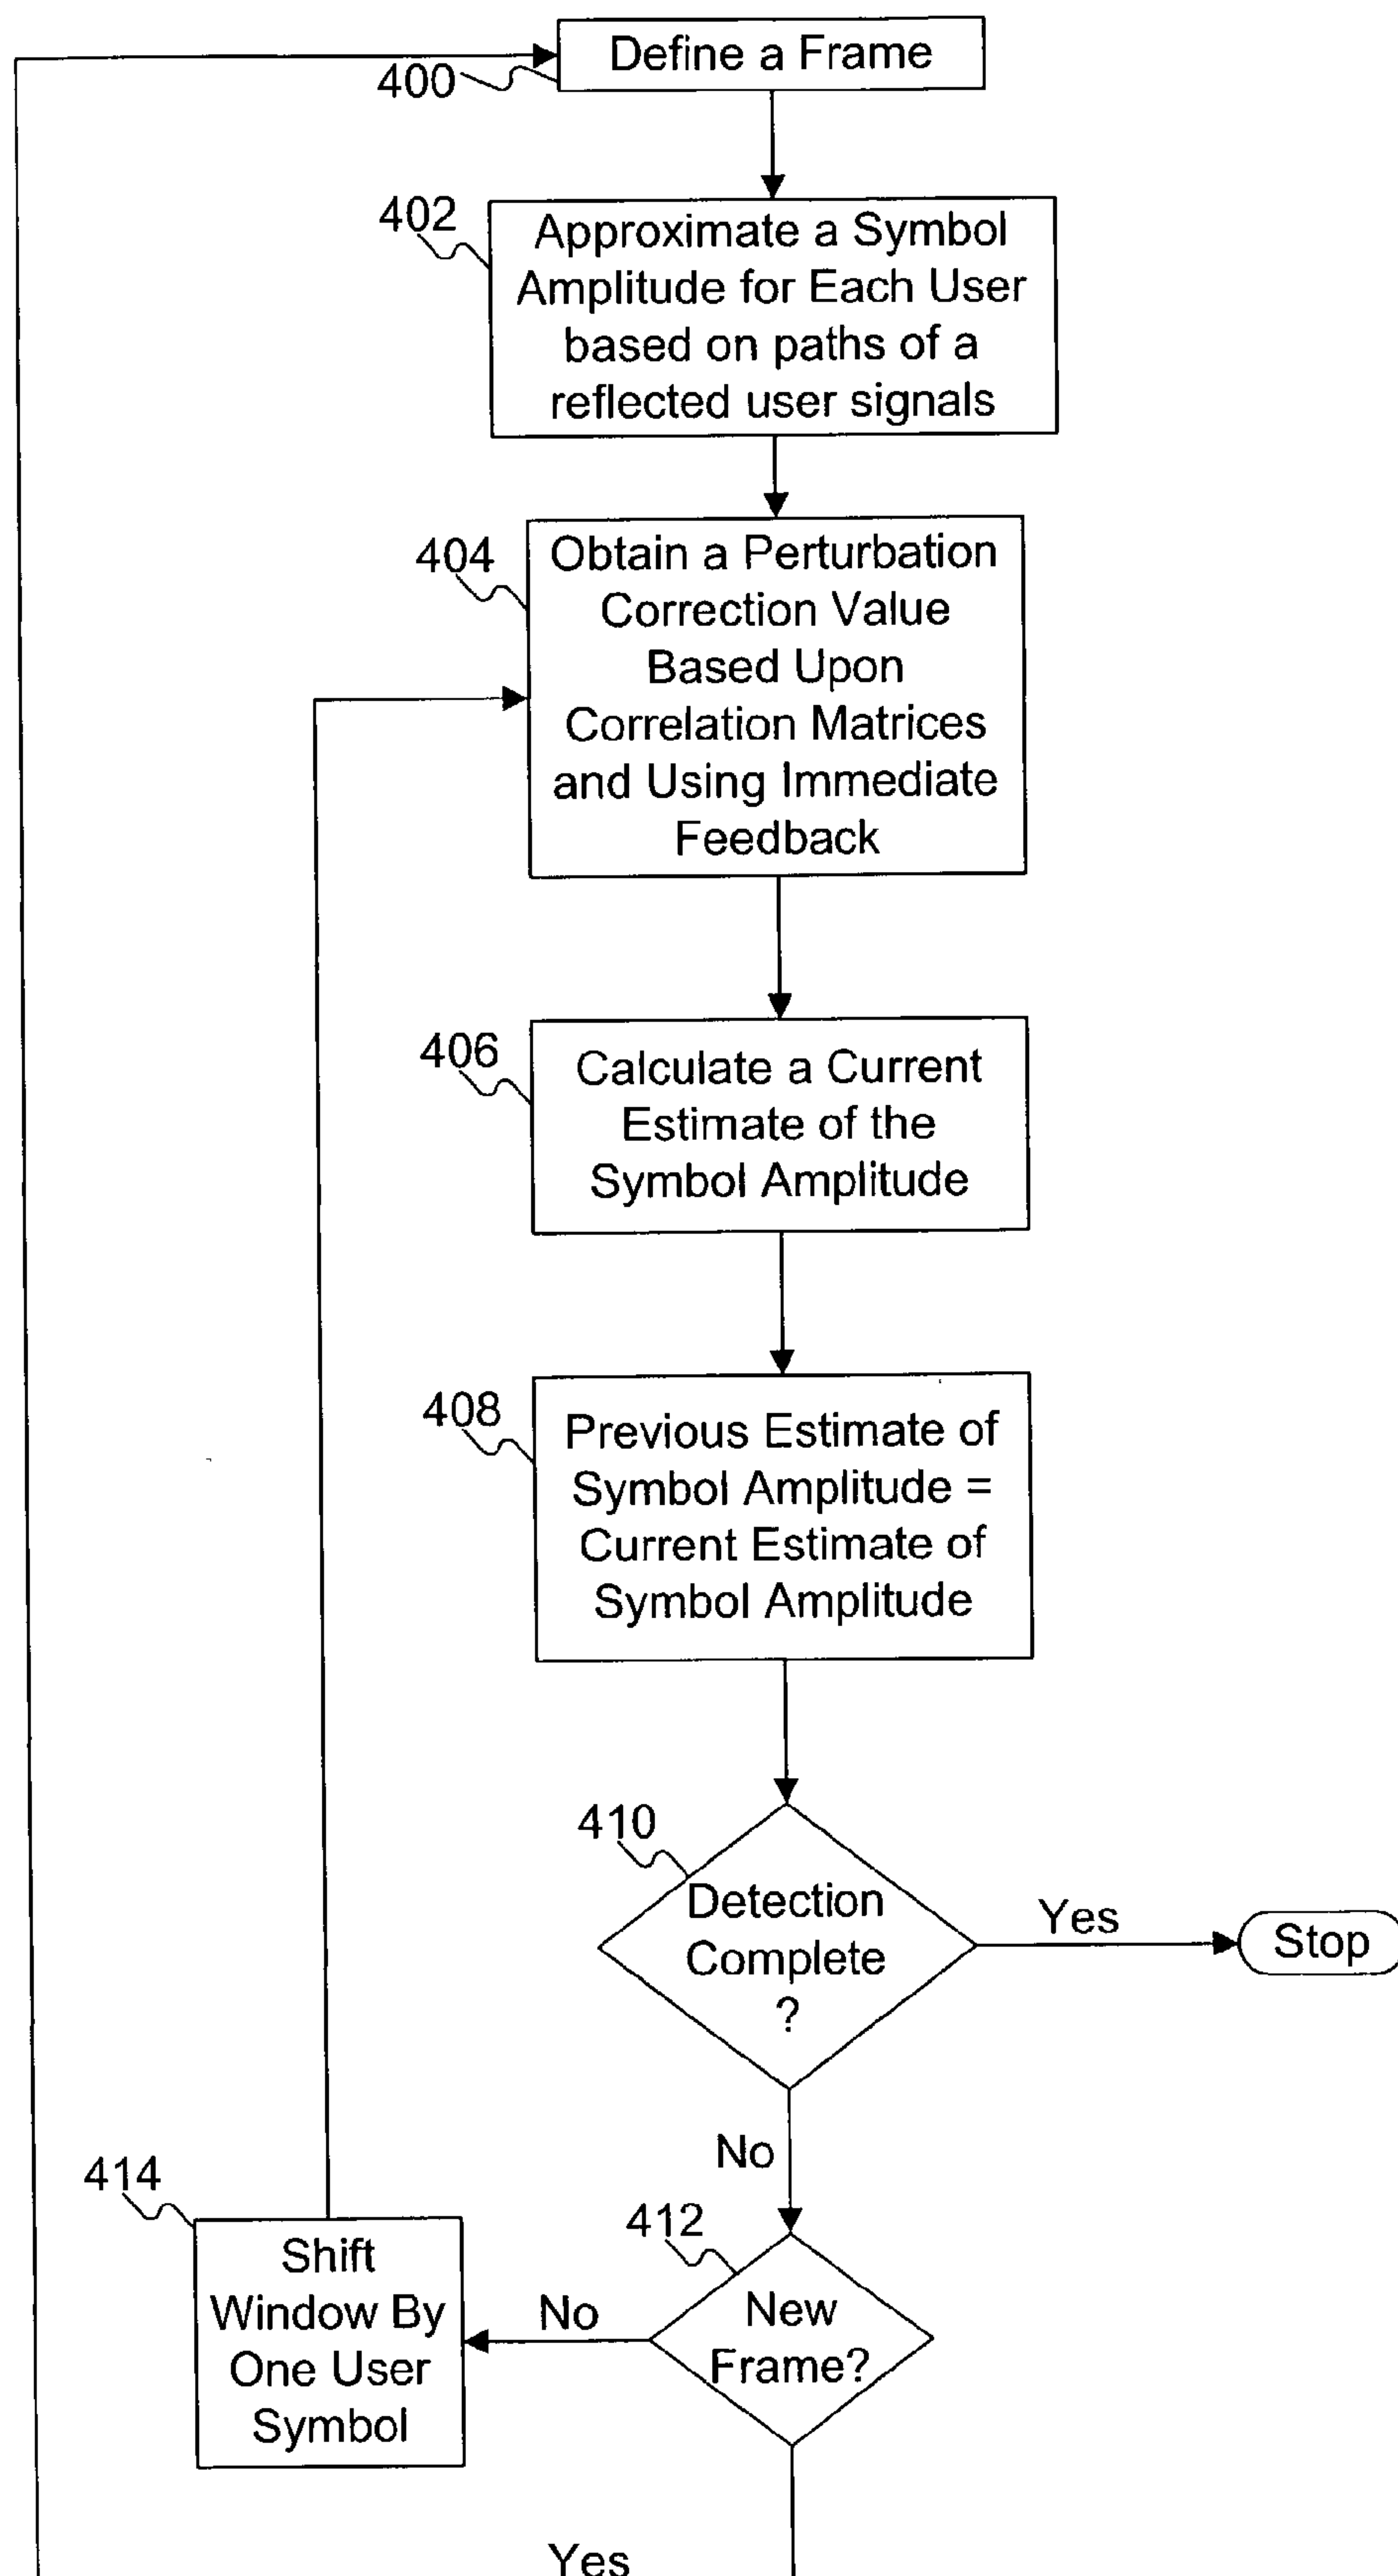 Define a Frame
400
402
Approximate a Symbol
Amplitude for Each User
based on paths of a
reflected user signals
404
Obtain a Perturbation
Correction Value
Based Upon
Correlation Matrices
and Using Immediate
Feedback
406
Calculate a Current
Estimate of the
Symbol Amplitude
408
Previous Estimate of
Symbol Amplitude =
Current Estimate of
Symbol Amplitude
410
Detection
Complete
?
Yes
Stop
No
412
New
Frame?
No
414
Shift
Window By
One User
Symbol
Yes